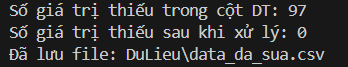 Số giá trị thiếu trong cột DT: 97
Số giá trị thiếu sau khi xử lý: 0
Đã lưu file: DuLieu\data_da_sua.csv